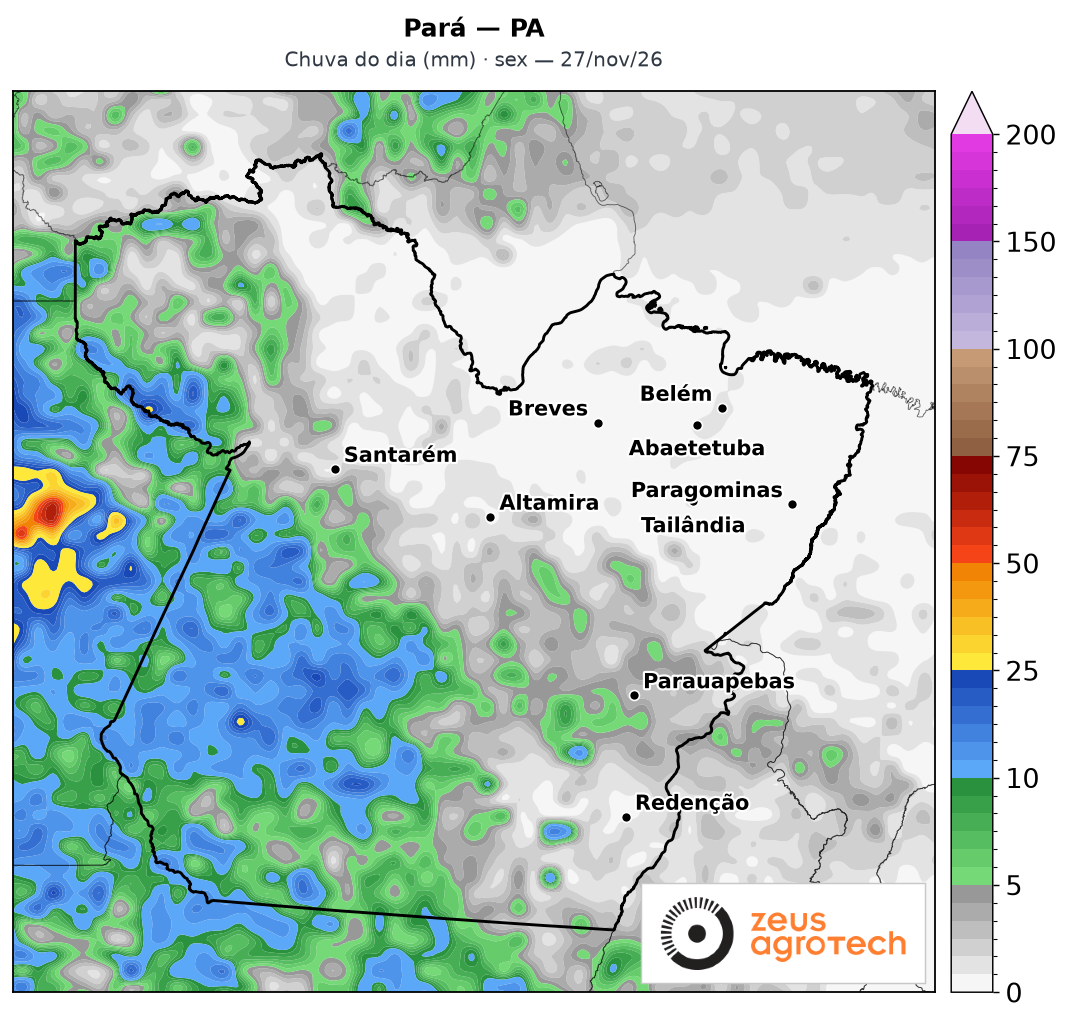 Pará — PA
Chuva do dia (mm) · sex — 27/nov/26
200
150
100
75
50
25
10
5
0
Belém
Breves
Abaetetuba
Santarém
Paragominas
Altamira
Tailândia
Parauapebas
Redenção
zeus
agrotech